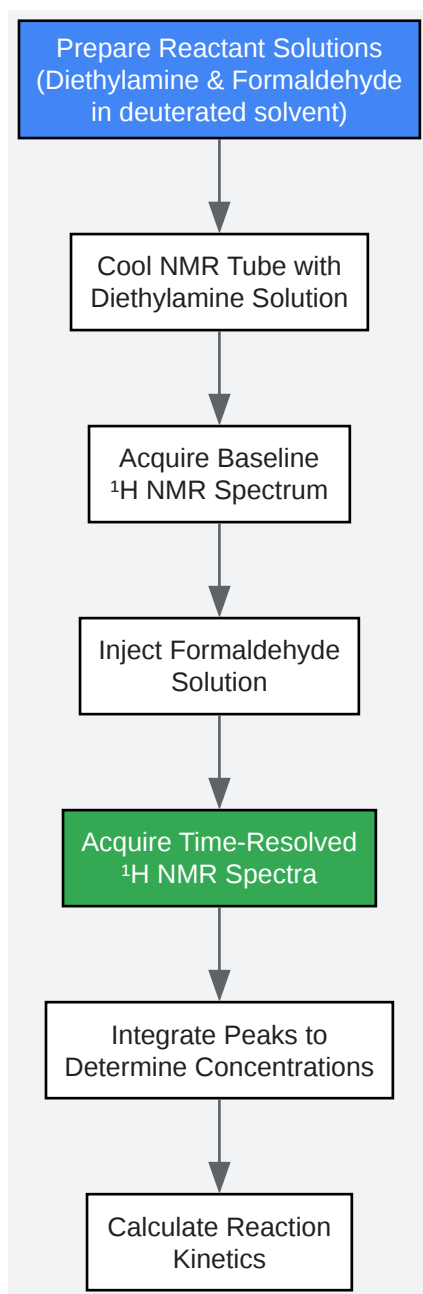 Prepare Reactant Solutions
(Diethylamine & Formaldehyde
in deuterated solvent)
Cool NMR Tube with
Diethylamine Solution
Acquire Baseline
¹H NMR Spectrum
Inject Formaldehyde
Solution
Acquire Time-Resolved
¹H NMR Spectra
Integrate Peaks to
Determine Concentrations
Calculate Reaction
Kinetics